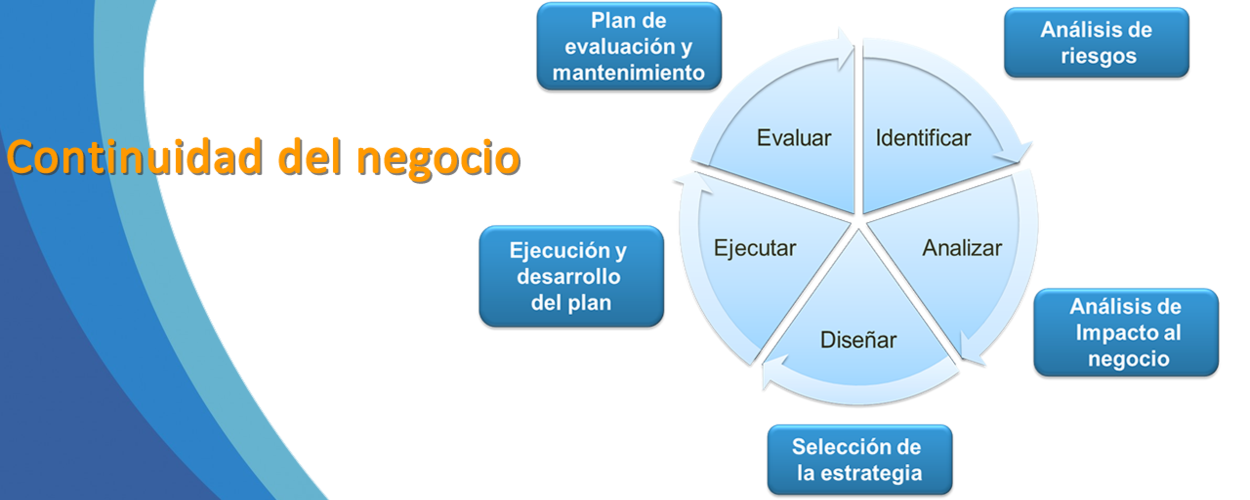 Continuidad del negocio
Plan de
evaluación y
mantenimiento
Análisis de
riesgos
Evaluar
Identificar
Ejecutar
Analizar
Diseñar
Ejecución y
desarrollo
del plan
Análisis de
Impacto al
negocio
Selección de
la estrategia